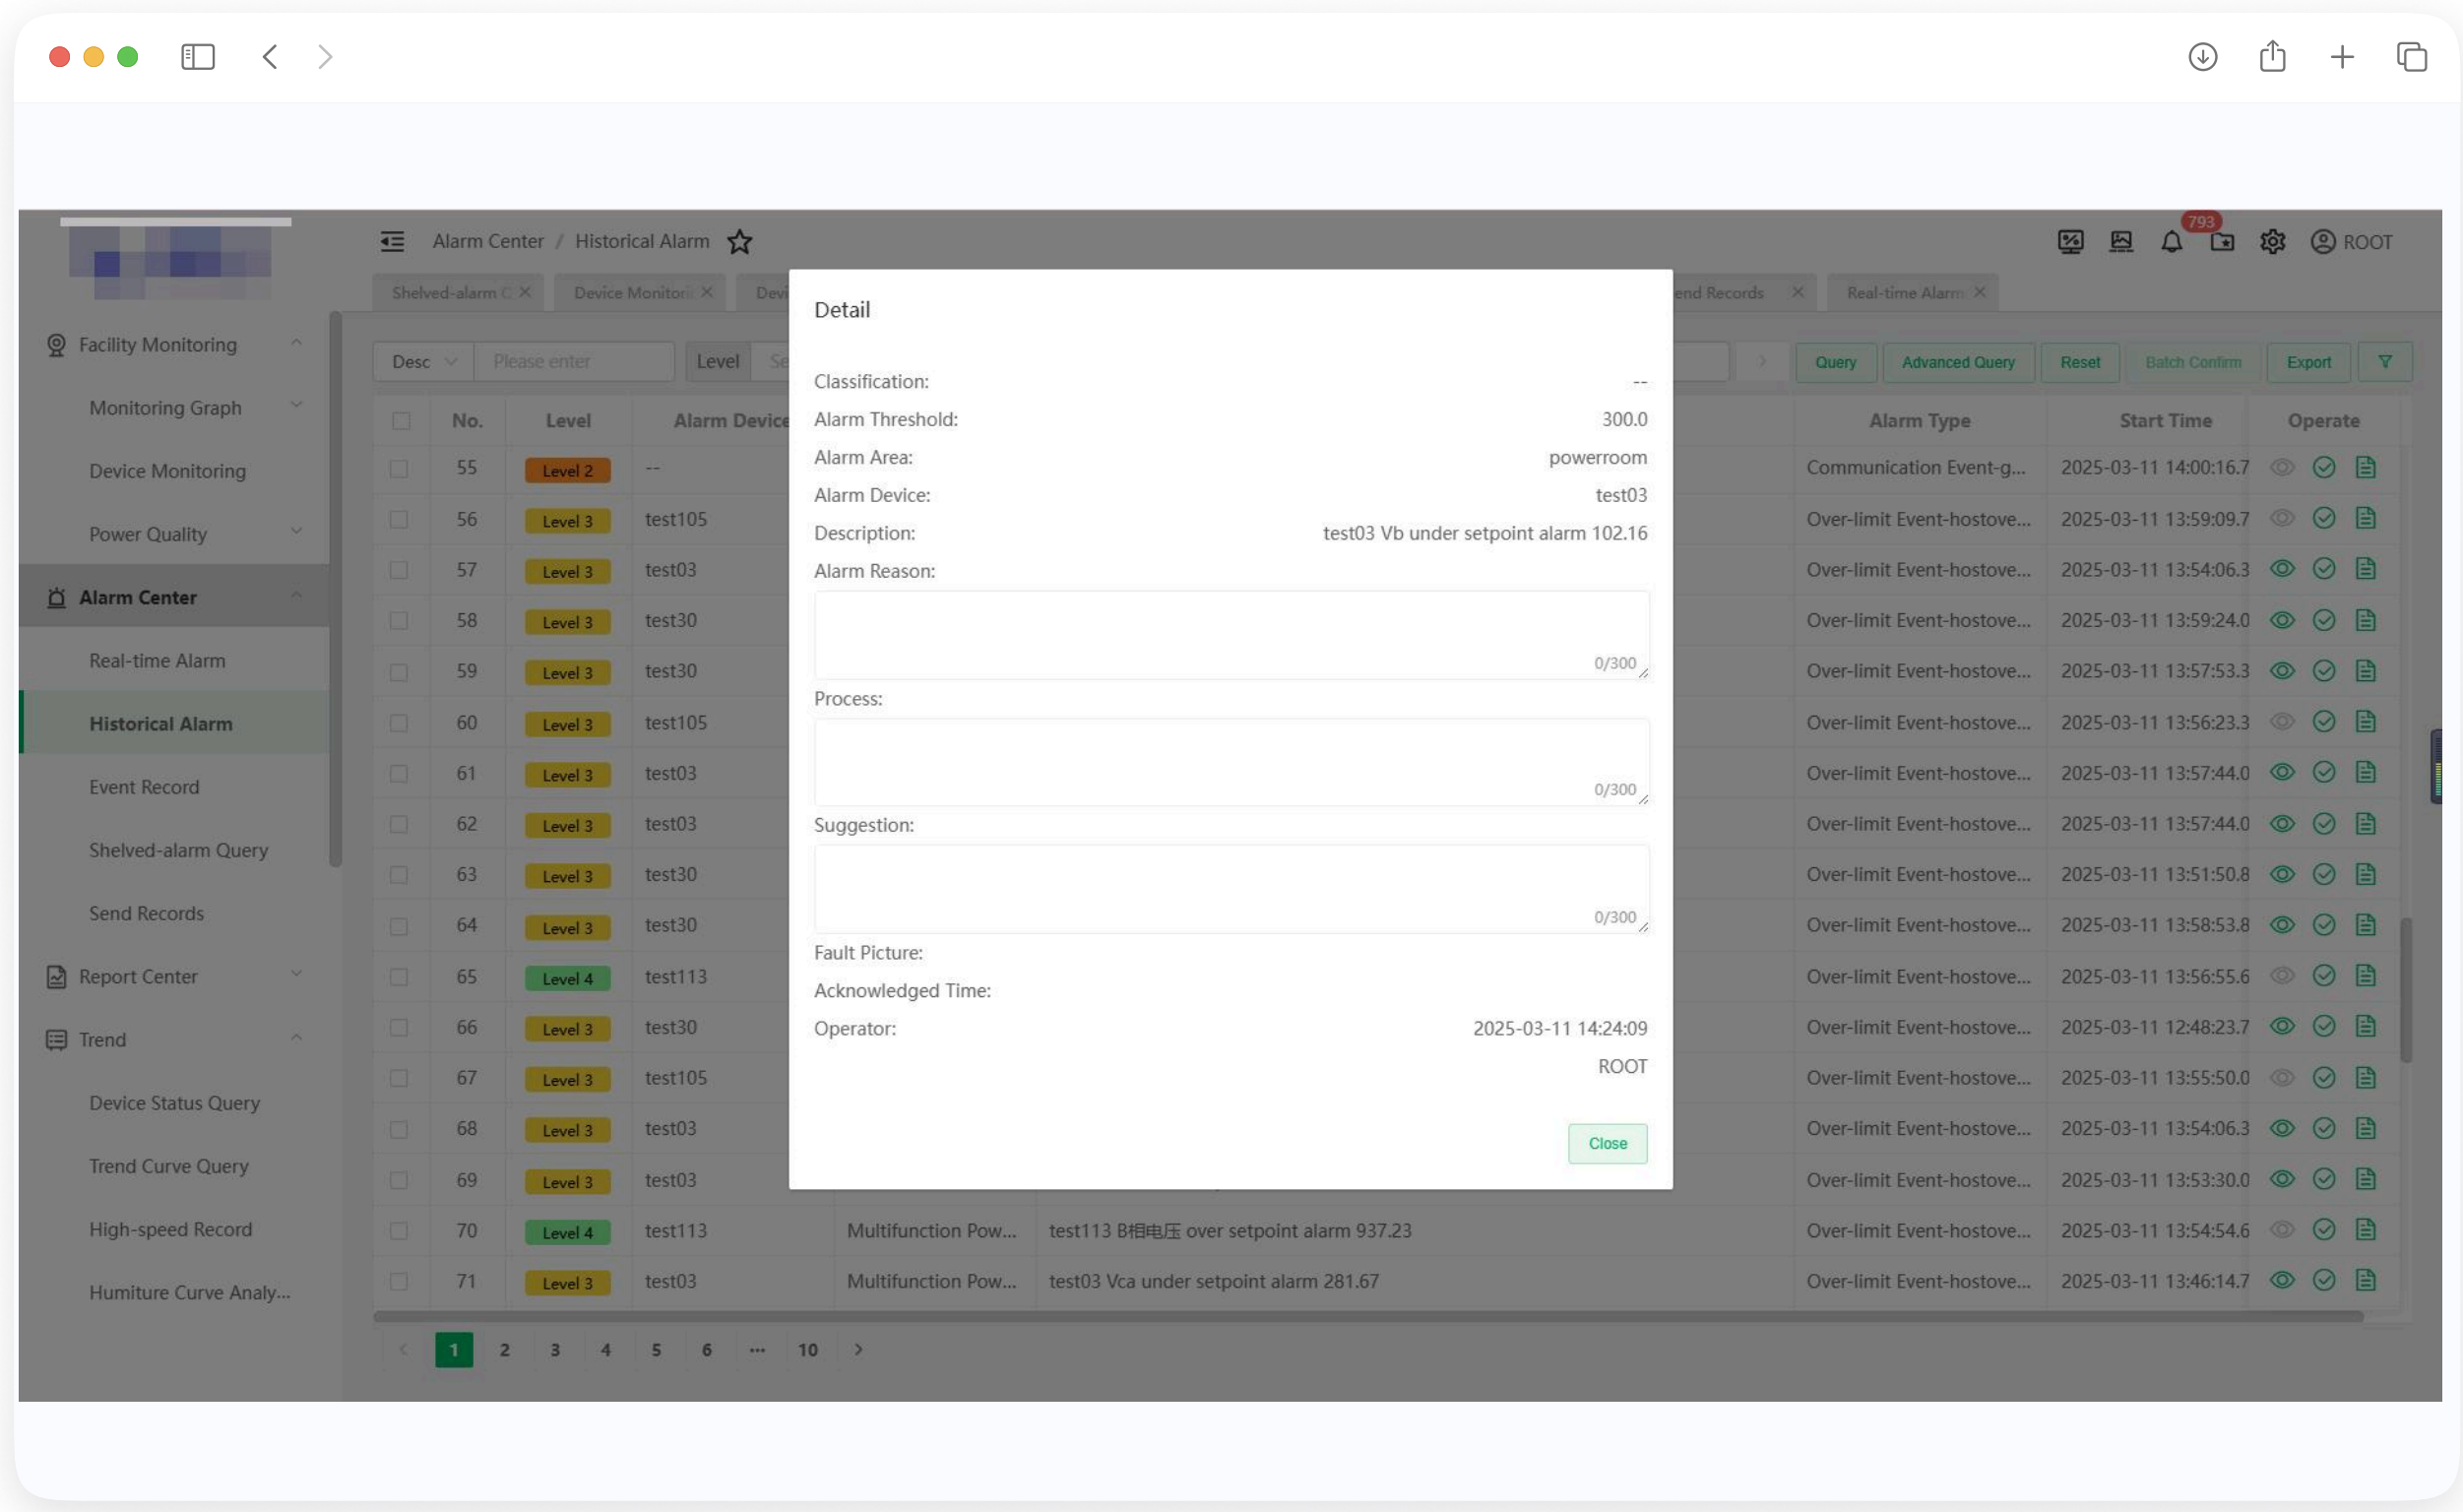 Alarm Center / Historical Alarm
793
ROOT
Shelved-alarm
Device Monitori
Devi
end Records
Real-time Alarm
Facility Monitoring
Monitoring Graph
Device Monitoring
Power Quality
Alarm Center
Real-time Alarm
Historical Alarm
Event Record
Shelved-alarm Query
Send Records
Report Center
Trend
Device Status Query
Trend Curve Query
High-speed Record
Humiture Curve Analy...
Desc Please enter Level Se
Query Advanced Query Reset Batch Confirm Export
No. Level Alarm Device Alarm Type Start Time Operate
55 Level 2 -- Communication Event-g... 2025-03-11 14:00:16.7
56 Level 3 test105 Over-limit Event-hostove... 2025-03-11 13:59:09.7
57 Level 3 test03 Over-limit Event-hostove... 2025-03-11 13:54:06.3
58 Level 3 test30 Over-limit Event-hostove... 2025-03-11 13:59:24.0
59 Level 3 test30 Over-limit Event-hostove... 2025-03-11 13:57:53.3
60 Level 3 test105 Over-limit Event-hostove... 2025-03-11 13:56:23.3
61 Level 3 test03 Over-limit Event-hostove... 2025-03-11 13:57:44.0
62 Level 3 test03 Over-limit Event-hostove... 2025-03-11 13:57:44.0
63 Level 3 test30 Over-limit Event-hostove... 2025-03-11 13:51:50.8
64 Level 3 test30 Over-limit Event-hostove... 2025-03-11 13:58:53.8
65 Level 4 test113 Over-limit Event-hostove... 2025-03-11 13:56:55.6
66 Level 3 test30 Over-limit Event-hostove... 2025-03-11 12:48:23.7
67 Level 3 test105 Over-limit Event-hostove... 2025-03-11 13:55:50.0
68 Level 3 test03 Over-limit Event-hostove... 2025-03-11 13:54:06.3
69 Level 3 test03 Over-limit Event-hostove... 2025-03-11 13:53:30.0
70 Level 4 test113 Multifunction Pow... test113 B相电压 over setpoint alarm 937.23 Over-limit Event-hostove... 2025-03-11 13:54:54.6
71 Level 3 test03 Multifunction Pow... test03 Vca under setpoint alarm 281.67 Over-limit Event-hostove... 2025-03-11 13:46:14.7
1 2 3 4 5 6 ... 10
Detail
Classification: --
Alarm Threshold: 300.0
Alarm Area: powerroom
Alarm Device: test03
Description: test03 Vb under setpoint alarm 102.16
Alarm Reason:
0/300
Process:
0/300
Suggestion:
0/300
Fault Picture:
Acknowledged Time:
Operator: 2025-03-11 14:24:09
ROOT
Close